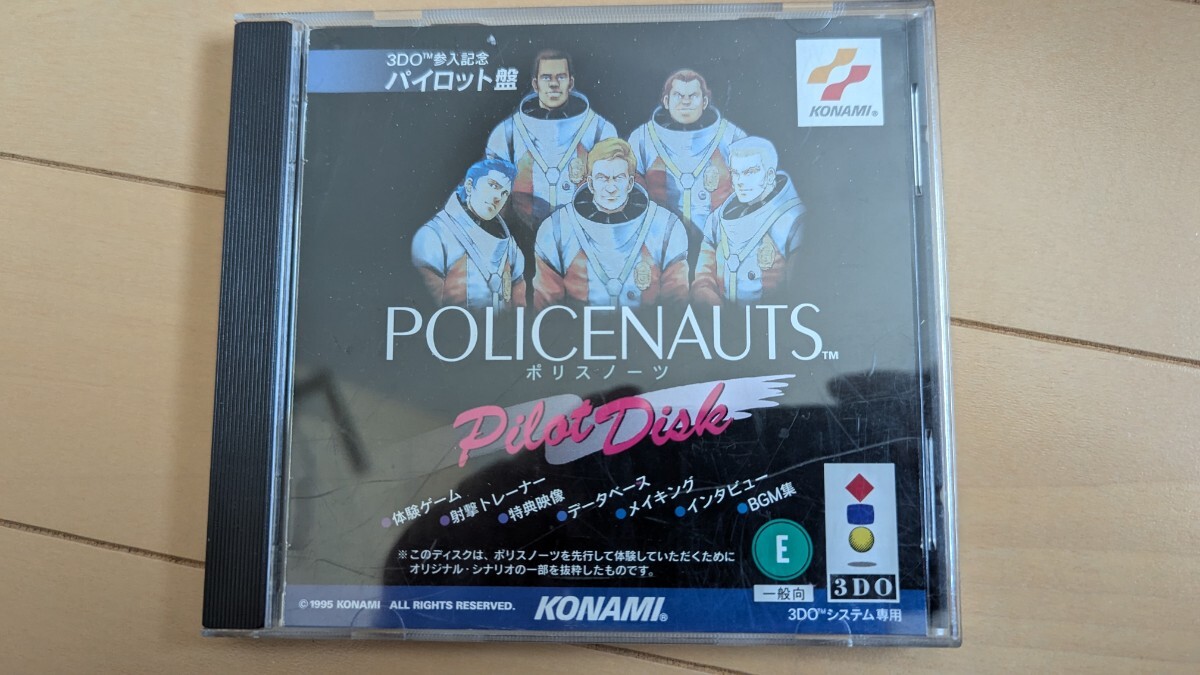 3DO™参入記念
パイロット盤
KONAMI®
POLICENAUTS™
ポリスノーツ
Pilot Disk
●体験ゲーム
●射撃トレーナー
●特典映像
●データベース
●メイキング
●インタビュー
●BGM集
※このディスクは、ポリスノーツを先行して体験していただくために
オリジナル・シナリオの一部を抜粋したものです。
E
一般向
3DO
©1995 KONAMI ALL RIGHTS RESERVED.
KONAMI®
3DO™システム専用